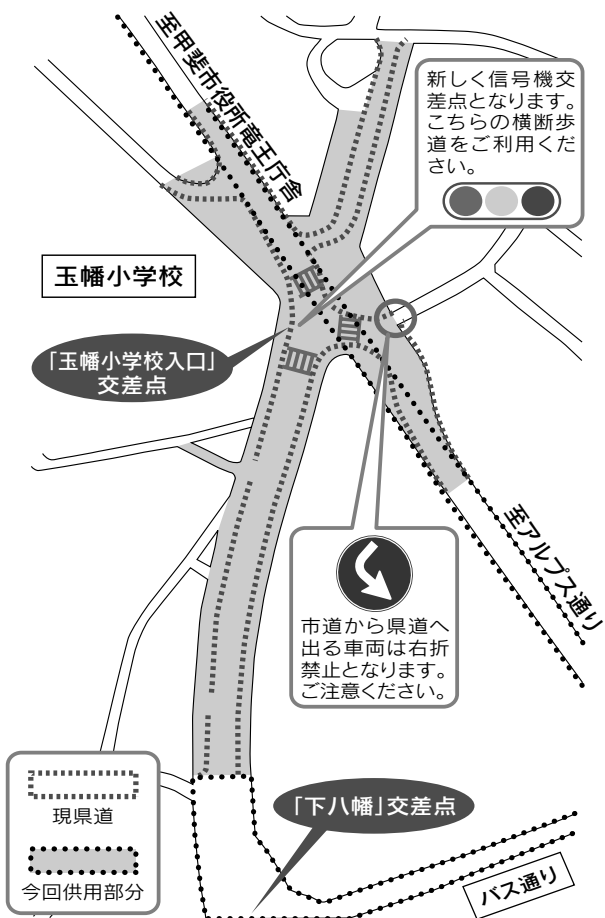 至甲斐市役所竜王庁舎
新しく信号機交
差点となります。
こちらの横断歩
道をご利用くだ
さい。
玉幡小学校
「玉幡小学校入口」
交差点
至アルプス通り
市道から県道へ
出る車両は右折
禁止となります。
ご注意ください。
現県道
今回供用部分
「下八幡」交差点
バス通り